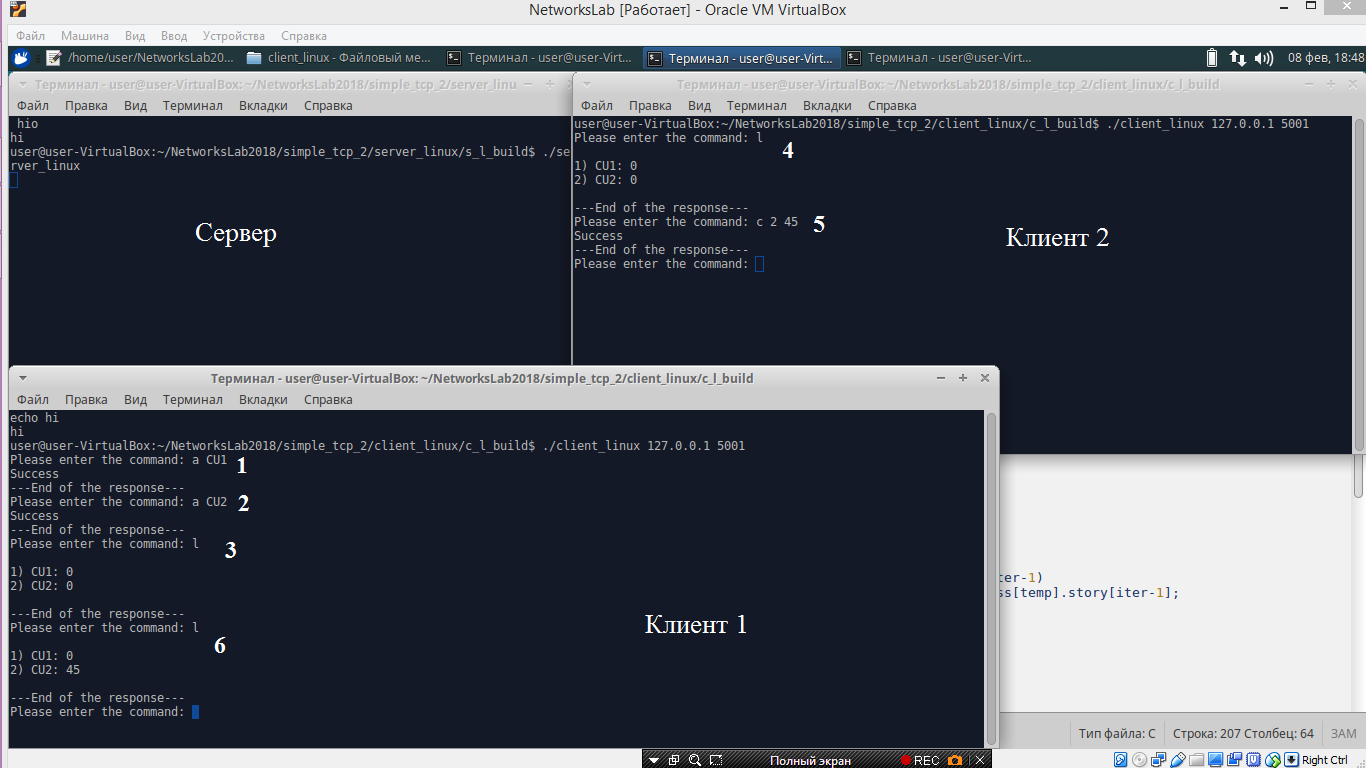 NetworksLab [Работает] - Oracle VM VirtualBox
Файл Машина Вид Ввод Устройства Справка
/home/user/NetworksLab20... client_linux - Файловый ме... Терминал - user@user-Virt... Терминал - user@user-Virt... Терминал - user@user-Virt... 08 фев, 18:48
Терминал - user@user-VirtualBox: ~/NetworksLab2018/simple_tcp_2/server_linu
Файл Правка Вид Терминал Вкладки Справка
hio
hi
user@user-VirtualBox:~/NetworksLab2018/simple_tcp_2/server_linux/s_l_build$ ./se
rver_linux
Сервер
Терминал - user@user-VirtualBox: ~/NetworksLab2018/simple_tcp_2/client_linux/c_l_build
Файл Правка Вид Терминал Вкладки Справка
user@user-VirtualBox:~/NetworksLab2018/simple_tcp_2/client_linux/c_l_build$ ./client_linux 127.0.0.1 5001
Please enter the command: l
4
1) CU1: 0
2) CU2: 0
---End of the response---
Please enter the command: c 2 45 5
Success
---End of the response---
Please enter the command:
Клиент 2
Терминал - user@user-VirtualBox: ~/NetworksLab2018/simple_tcp_2/client_linux/c_l_build
Файл Правка Вид Терминал Вкладки Справка
echo hi
hi
user@user-VirtualBox:~/NetworksLab2018/simple_tcp_2/client_linux/c_l_build$ ./client_linux 127.0.0.1 5001
Please enter the command: a CU1 1
Success
---End of the response---
Please enter the command: a CU2 2
Success
---End of the response---
Please enter the command: l 3
1) CU1: 0
2) CU2: 0
---End of the response---
Please enter the command: l
6
1) CU1: 0
2) CU2: 45
---End of the response---
Please enter the command:
Клиент 1
ter-1)
ss[temp].story[iter-1];
Тип файла: C Строка: 207 Столбец: 64 ЗАМ
Полный экран REC
Right Ctrl